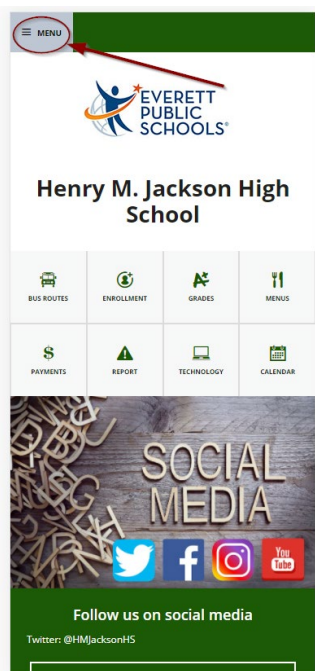 MENU
EVERETT
PUBLIC
SCHOOLS®
Henry M. Jackson High
School
BUS ROUTES
ENROLLMENT
GRADES
MENUS
PAYMENTS
REPORT
TECHNOLOGY
CALENDAR
SOCIAL
MEDIA
You
Tube
Follow us on social media
Twitter: @HMJacksonHS